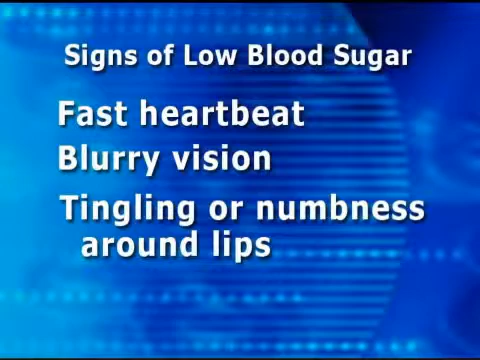 Signs of Low Blood Sugar
Fast heartbeat
Blurry vision
Tingling or numbness
around lips